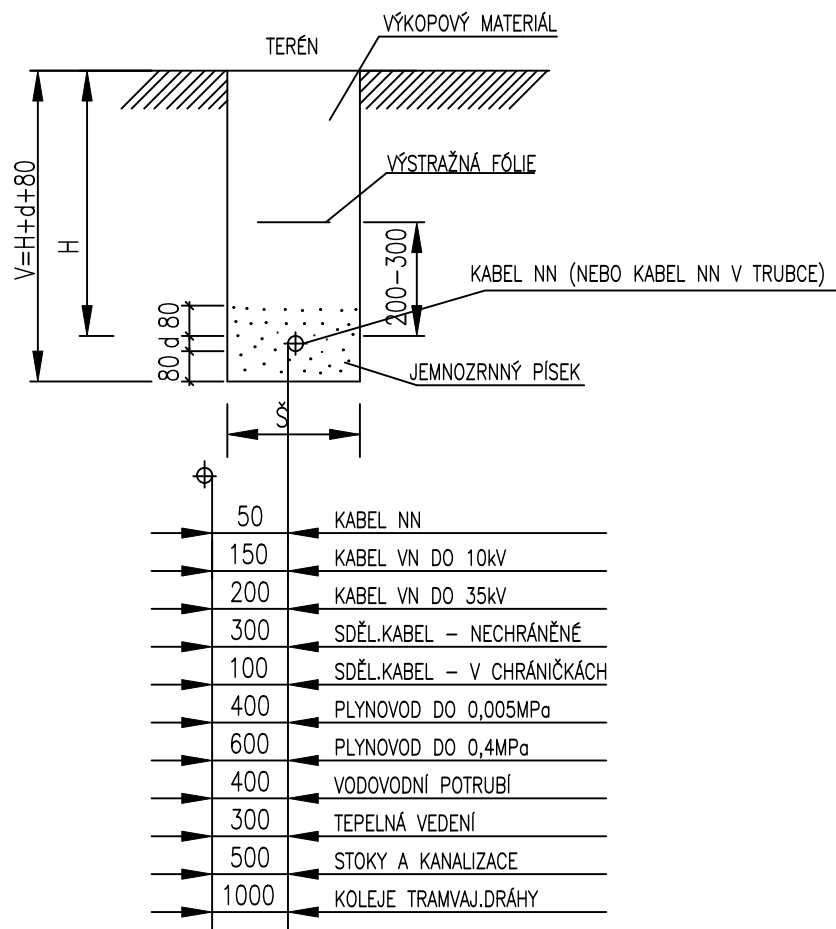 VÝKOPOVÝ MATERIÁL
TERÉN
VÝSTRAŽNÁ FÓLIE
V=H+d+80
H
200-300
KABEL NN (NEBO KABEL NN V TRUBCE)
80 d 80
JEMNOZRNNÝ PÍSEK
Š
50 KABEL NN
150 KABEL VN DO 10kV
200 KABEL VN DO 35kV
300 SDĚL.KABEL – NECHRÁNĚNÉ
100 SDĚL.KABEL – V CHRÁNIČKÁCH
400 PLYNOVOD DO 0,005MPa
600 PLYNOVOD DO 0,4MPa
400 VODOVODNÍ POTRUBÍ
300 TEPELNÁ VEDENÍ
500 STOKY A KANALIZACE
1000 KOLEJE TRAMVAJ.DRÁHY